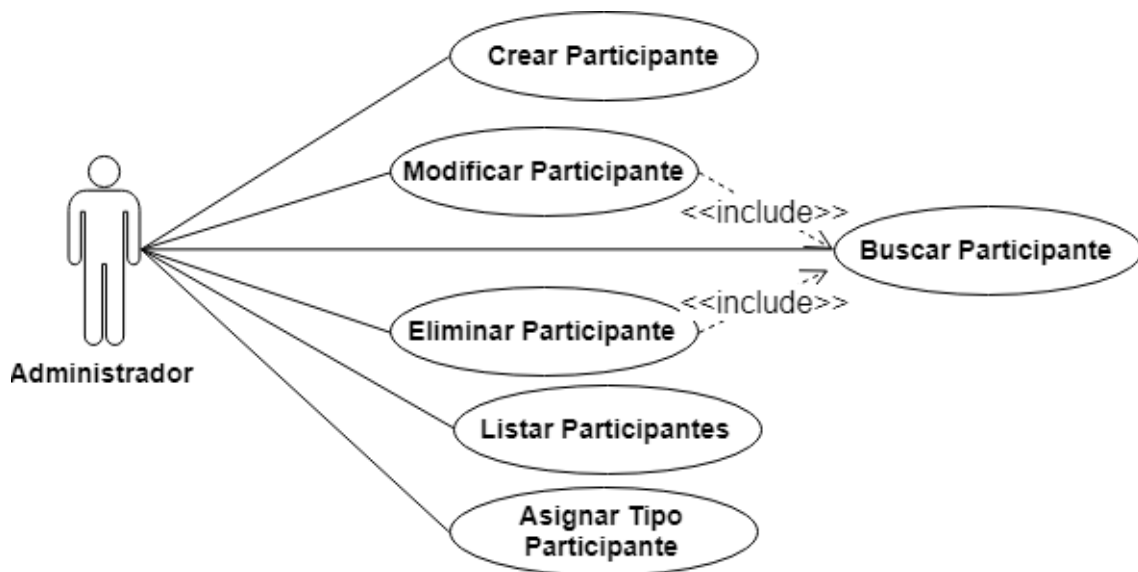 Crear Participante
Modificar Participante
<<include>>
Buscar Participante
<<include>>
Eliminar Participante
Administrador
Listar Participantes
Asignar Tipo
Participante